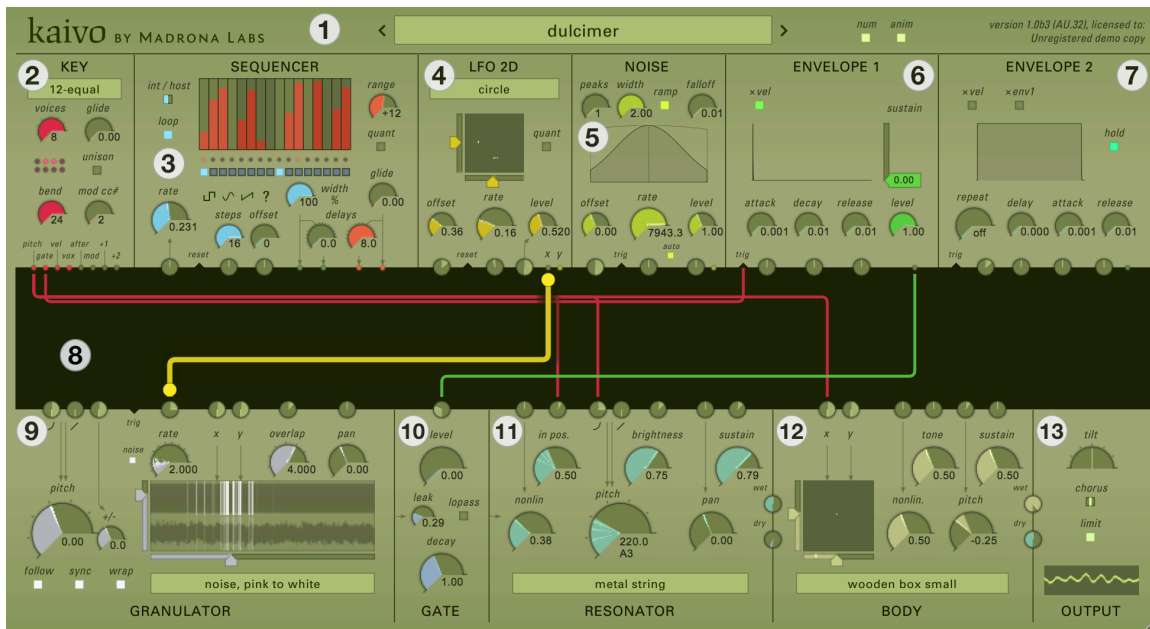 kaivo BY MADRONA LABS
1
< dulcimer >
num anim
version 1.0b3 (AU.32), licensed to:
Unregistered demo copy
2 KEY
12-equal
voices glide
8 0.00
unison
bend mod cc#
24 2
pitch vel after +1
gate vox mod +2
SEQUENCER
int / host
loop
3
range
+12
quant
rate
0.231
width
%
100
?
glide
0.00
steps offset
16 0
delays
0.0 8.0
reset
4 LFO 2D
circle
quant
offset rate level
0.36 0.16 0.520
reset x y
NOISE
peaks width ramp falloff
1 2.00 0.01
5
offset rate level
0.00 7943.3 1.00
auto
trig
ENVELOPE 1
6
×vel
sustain
0.00
attack decay release level
0.001 0.01 0.01 1.00
trig
ENVELOPE 2
7
×vel ×env1
hold
repeat delay attack release
off 0.000 0.001 0.01
trig
8
9
trig
noise
rate x y overlap pan
2.000 4.000 0.00
pitch
0.00
+/-
0.0
follow sync wrap
noise, pink to white
GRANULATOR
10
level
0.00
leak lopass
0.29
decay
1.00
GATE
11
in pos. brightness sustain
0.50 0.75 0.79
nonlin pitch pan
0.38 220.0 0.00
A3
metal string
RESONATOR
wet
dry
12
x y tone sustain
0.50 0.50
nonlin. pitch
0.50 -0.25
wooden box small
BODY
wet
dry
13
tilt
chorus
limit
OUTPUT